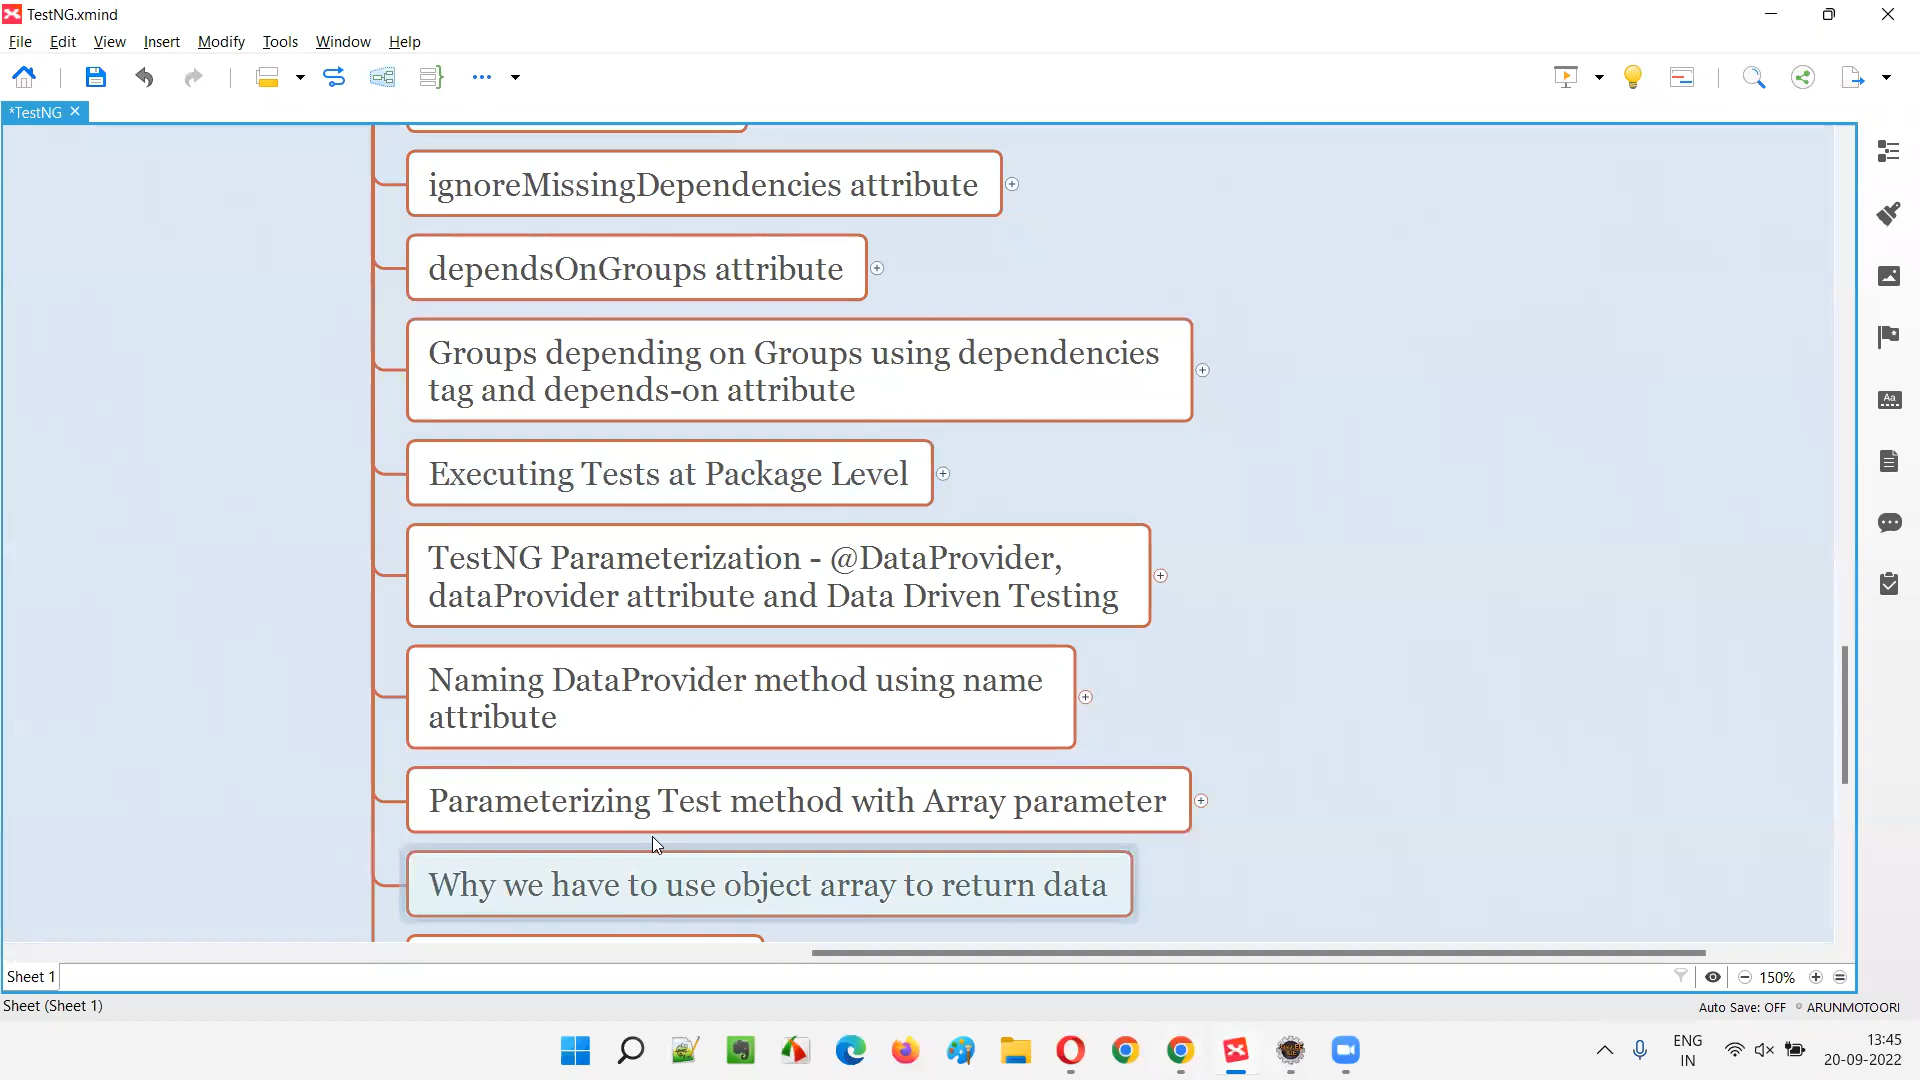 TestNG.xmind
File Edit View Insert Modify Tools Window Help
*TestNG
ignoreMissingDependencies attribute
dependsOnGroups attribute
Groups depending on Groups using dependencies
tag and depends-on attribute
Executing Tests at Package Level
TestNG Parameterization - @DataProvider,
dataProvider attribute and Data Driven Testing
Naming DataProvider method using name
attribute
Parameterizing Test method with Array parameter
Why we have to use object array to return data
Sheet 1
150%
Sheet (Sheet 1)
Auto Save: OFF ARUNMOTOORI
ENG
IN
13:45
20-09-2022